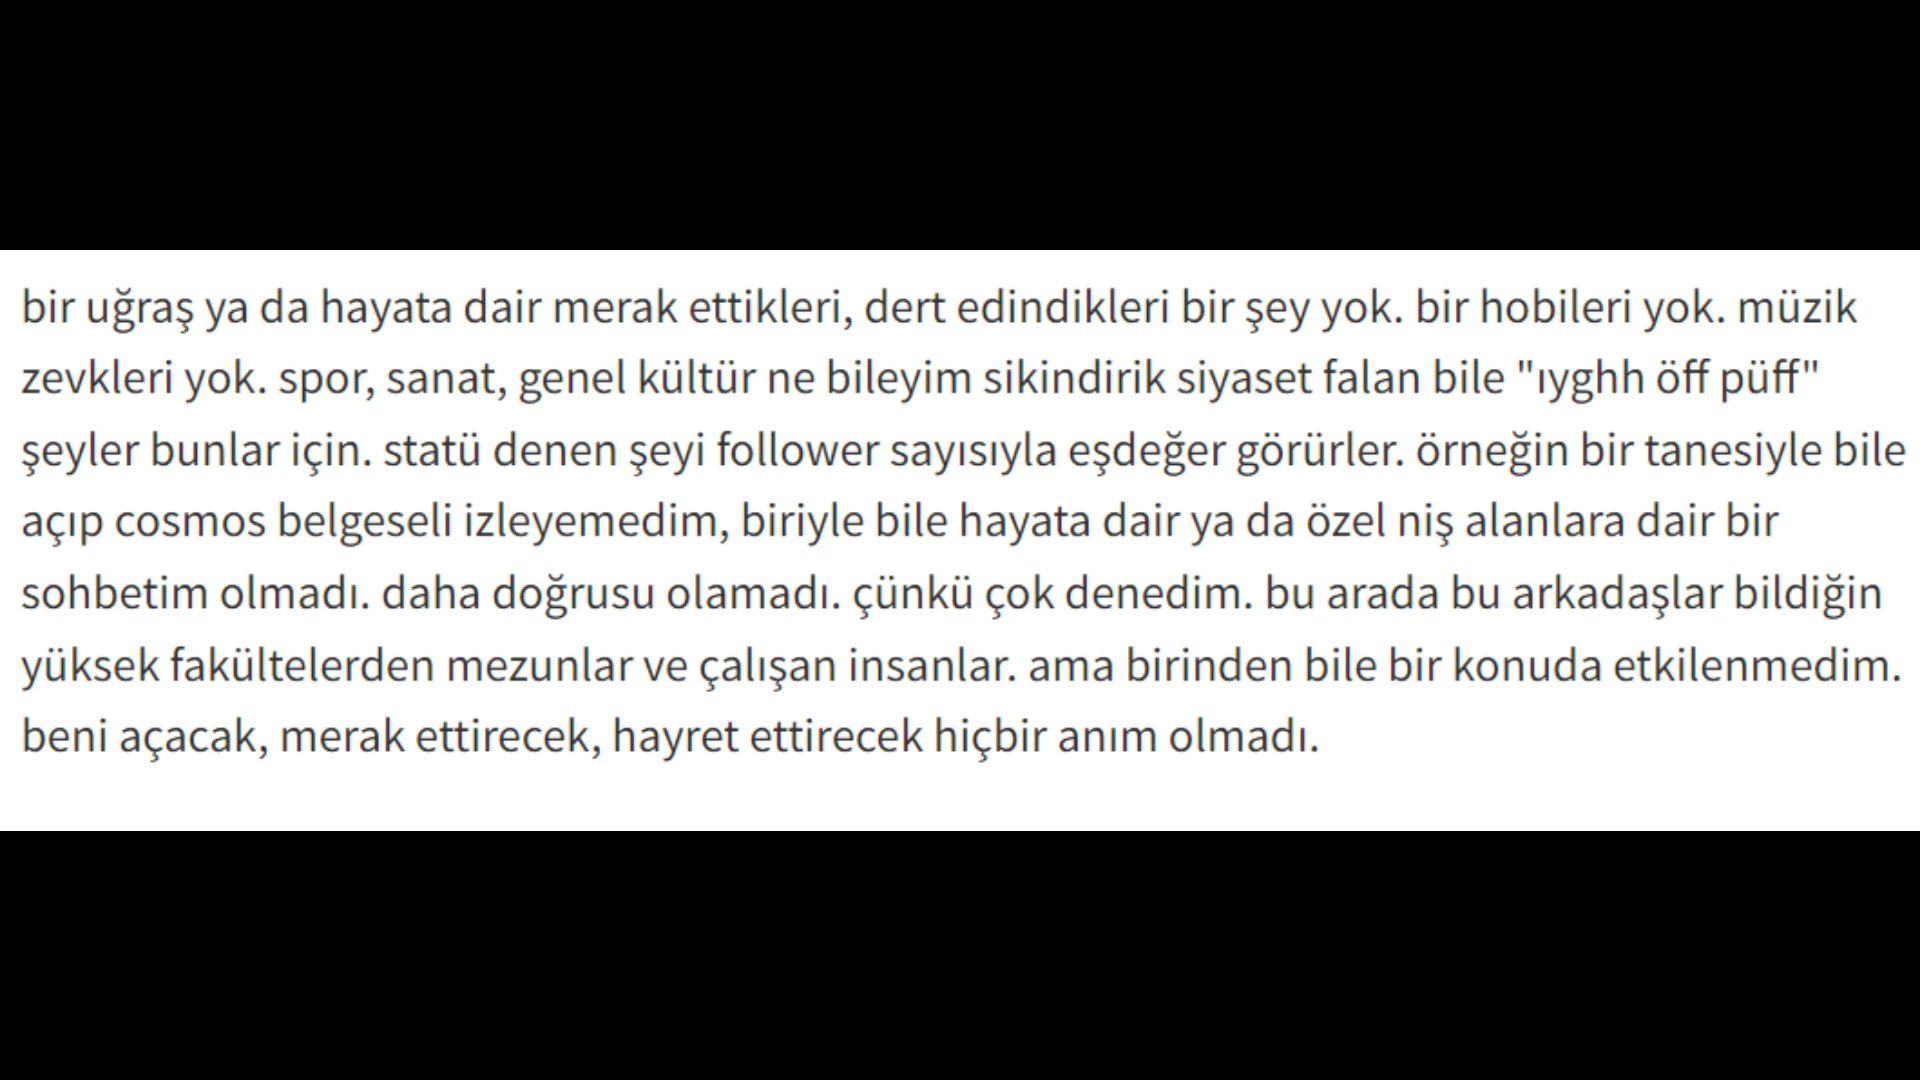 bir uğraş ya da hayata dair merak ettikleri, dert edindikleri bir şey yok. bir hobileri yok. müzik
zevkleri yok. spor, sanat, genel kültür ne bileyim sikindirik siyaset falan bile "ıyghh öff püff"
şeyler bunlar için. statü denen şeyi follower sayısıyla eşdeğer görürler. örneğin bir tanesiyle bile
açıp cosmos belgeseli izleyemedim, biriyle bile hayata dair ya da özel niş alanlara dair bir
sohbetim olmadı. daha doğrusu olamadı. çünkü çok denedim. bu arada bu arkadaşlar bildiğin
yüksek fakültelerden mezunlar ve çalışan insanlar. ama birinden bile bir konuda etkilenmedim.
beni açacak, merak ettirecek, hayret ettirecek hiçbir anım olmadı.